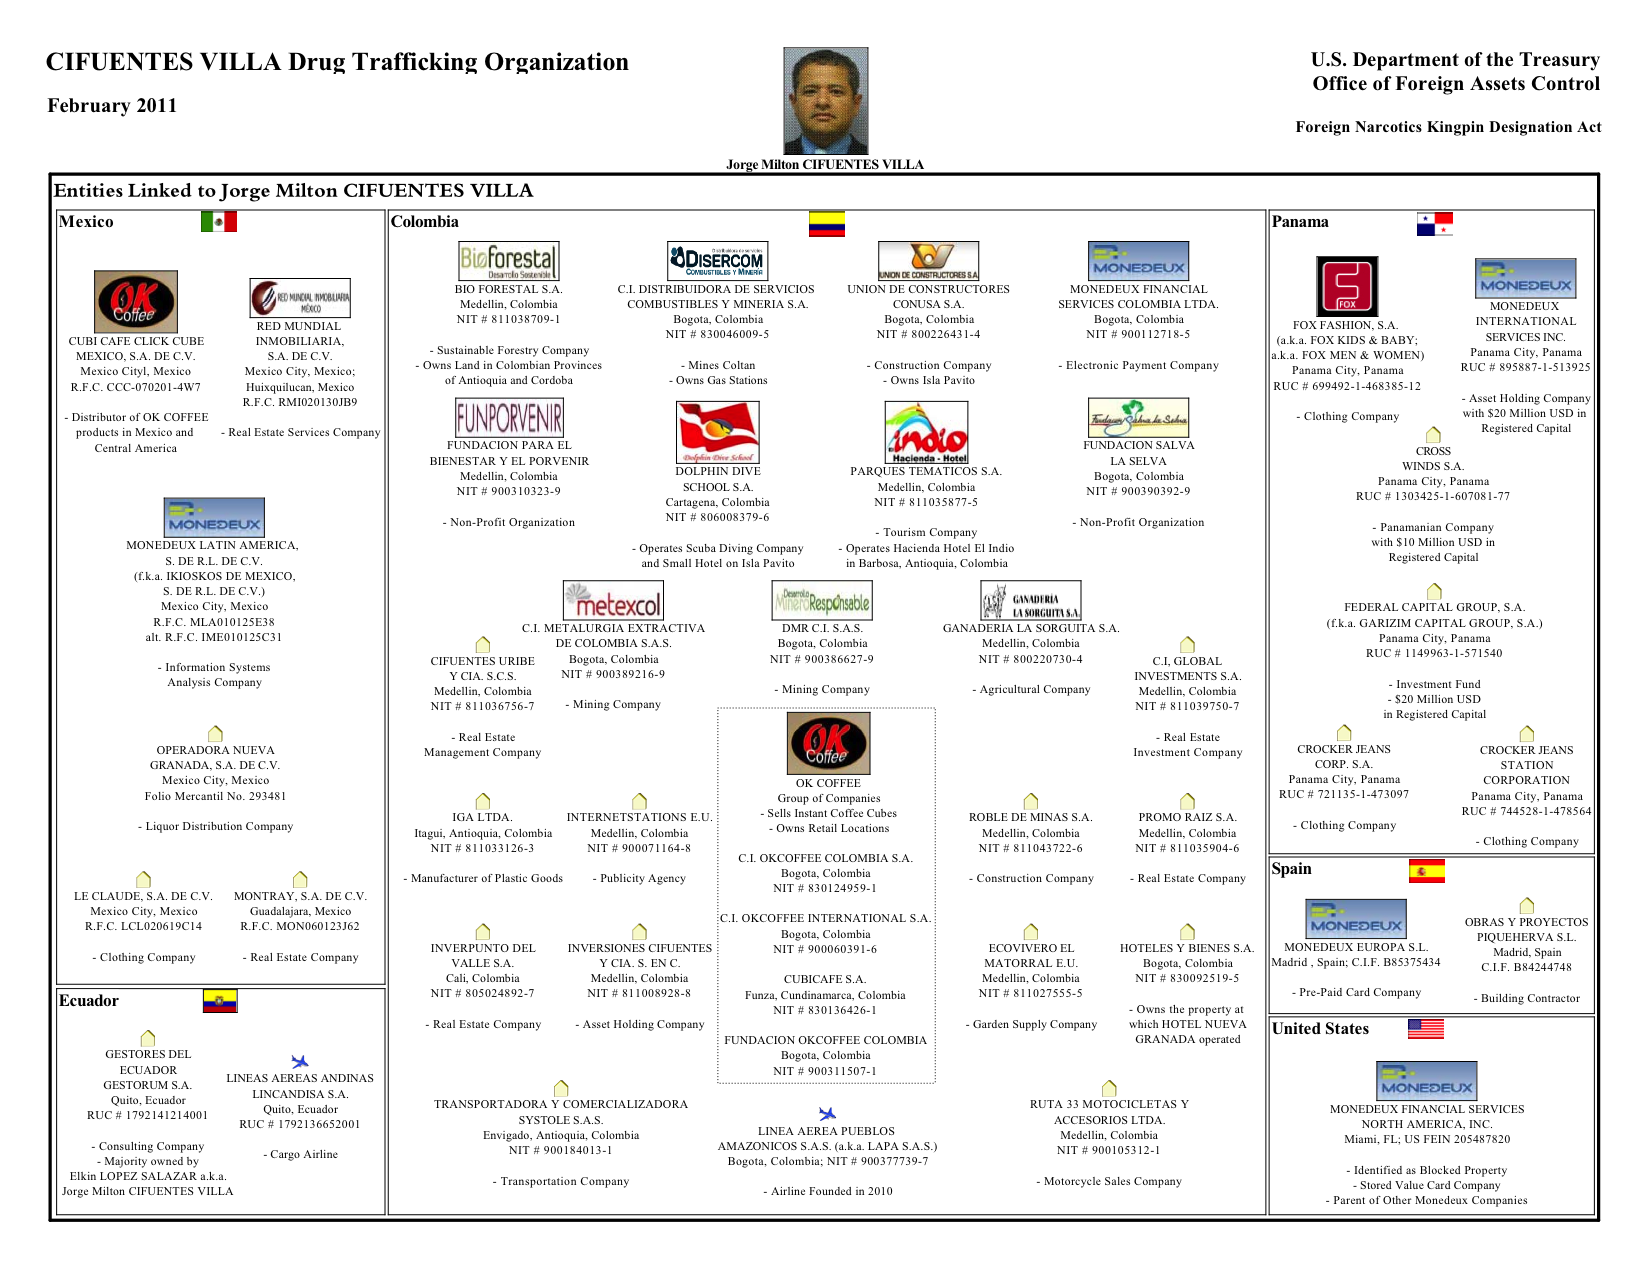 CIFUENTES VILLA Drug Trafficking Organization
February 2011
U.S. Department of the Treasury
Office of Foreign Assets Control
Foreign Narcotics Kingpin Designation Act
Jorge Milton CIFUENTES VILLA
Entities Linked to Jorge Milton CIFUENTES VILLA
Mexico
OK
Coffee
CUBI CAFE CLICK CUBE
MEXICO, S.A. DE C.V.
Mexico Cityl, Mexico
R.F.C. CCC-070201-4W7
- Distributor of OK COFFEE
products in Mexico and
Central America
RED MUNDIAL INMOBILIARIA
MÉXICO
RED MUNDIAL
INMOBILIARIA,
S.A. DE C.V.
Mexico City, Mexico;
Huixquilucan, Mexico
R.F.C. RMI020130JB9
- Real Estate Services Company
MONEDEUX
MONEDEUX LATIN AMERICA,
S. DE R.L. DE C.V.
(f.k.a. IKIOSKOS DE MEXICO,
S. DE R.L. DE C.V.)
Mexico City, Mexico
R.F.C. MLA010125E38
alt. R.F.C. IME010125C31
- Information Systems
Analysis Company
OPERADORA NUEVA
GRANADA, S.A. DE C.V.
Mexico City, Mexico
Folio Mercantil No. 293481
- Liquor Distribution Company
LE CLAUDE, S.A. DE C.V.
Mexico City, Mexico
R.F.C. LCL020619C14
- Clothing Company
MONTRAY, S.A. DE C.V.
Guadalajara, Mexico
R.F.C. MON060123J62
- Real Estate Company
Ecuador
GESTORES DEL
ECUADOR
GESTORUM S.A.
Quito, Ecuador
RUC # 1792141214001
- Consulting Company
- Majority owned by
Elkin LOPEZ SALAZAR a.k.a.
Jorge Milton CIFUENTES VILLA
LINEAS AEREAS ANDINAS
LINCANDISA S.A.
Quito, Ecuador
RUC # 1792136652001
- Cargo Airline
Colombia
Bioforestal
Desarrollo Sostenible
BIO FORESTAL S.A.
Medellin, Colombia
NIT # 811038709-1
- Sustainable Forestry Company
- Owns Land in Colombian Provinces
of Antioquia and Cordoba
Distribuidora de servicios
DISERCOM
COMBUSTIBLES Y MINERÍA
C.I. DISTRIBUIDORA DE SERVICIOS
COMBUSTIBLES Y MINERIA S.A.
Bogota, Colombia
NIT # 830046009-5
- Mines Coltan
- Owns Gas Stations
UNION DE CONSTRUCTORES S.A.
UNION DE CONSTRUCTORES
CONUSA S.A.
Bogota, Colombia
NIT # 800226431-4
- Construction Company
- Owns Isla Pavito
MONEDEUX
MONEDEUX FINANCIAL
SERVICES COLOMBIA LTDA.
Bogota, Colombia
NIT # 900112718-5
- Electronic Payment Company
FUNPORVENIR
FUNDACION PARA EL
BIENESTAR Y EL PORVENIR
Medellin, Colombia
NIT # 900310323-9
- Non-Profit Organization
Dolphin Dive School
DOLPHIN DIVE
SCHOOL S.A.
Cartagena, Colombia
NIT # 806008379-6
- Operates Scuba Diving Company
and Small Hotel on Isla Pavito
indio
Hacienda - Hotel
PARQUES TEMATICOS S.A.
Medellin, Colombia
NIT # 811035877-5
- Tourism Company
- Operates Hacienda Hotel El Indio
in Barbosa, Antioquia, Colombia
Fundacion Salva la Selva
FUNDACION SALVA
LA SELVA
Bogota, Colombia
NIT # 900390392-9
- Non-Profit Organization
metexcol
C.I. METALURGIA EXTRACTIVA
DE COLOMBIA S.A.S.
Bogota, Colombia
NIT # 900389216-9
- Mining Company
Desarrollo
MineroResponsable
DMR C.I. S.A.S.
Bogota, Colombia
NIT # 900386627-9
- Mining Company
GANADERIA
LA SORGUITA S.A.
GANADERIA LA SORGUITA S.A.
Medellin, Colombia
NIT # 800220730-4
- Agricultural Company
CIFUENTES URIBE
Y CIA. S.C.S.
Medellin, Colombia
NIT # 811036756-7
- Real Estate
Management Company
C.I, GLOBAL
INVESTMENTS S.A.
Medellin, Colombia
NIT # 811039750-7
- Real Estate
Investment Company
OK
Coffee
OK COFFEE
Group of Companies
- Sells Instant Coffee Cubes
- Owns Retail Locations
C.I. OKCOFFEE COLOMBIA S.A.
Bogota, Colombia
NIT # 830124959-1
C.I. OKCOFFEE INTERNATIONAL S.A.
Bogota, Colombia
NIT # 900060391-6
CUBICAFE S.A.
Funza, Cundinamarca, Colombia
NIT # 830136426-1
FUNDACION OKCOFFEE COLOMBIA
Bogota, Colombia
NIT # 900311507-1
IGA LTDA.
Itagui, Antioquia, Colombia
NIT # 811033126-3
- Manufacturer of Plastic Goods
INTERNETSTATIONS E.U.
Medellin, Colombia
NIT # 900071164-8
- Publicity Agency
ROBLE DE MINAS S.A.
Medellin, Colombia
NIT # 811043722-6
- Construction Company
PROMO RAIZ S.A.
Medellin, Colombia
NIT # 811035904-6
- Real Estate Company
INVERPUNTO DEL
VALLE S.A.
Cali, Colombia
NIT # 805024892-7
- Real Estate Company
INVERSIONES CIFUENTES
Y CIA. S. EN C.
Medellin, Colombia
NIT # 811008928-8
- Asset Holding Company
ECOVIVERO EL
MATORRAL E.U.
Medellin, Colombia
NIT # 811027555-5
- Garden Supply Company
HOTELES Y BIENES S.A.
Bogota, Colombia
NIT # 830092519-5
- Owns the property at
which HOTEL NUEVA
GRANADA operated
TRANSPORTADORA Y COMERCIALIZADORA
SYSTOLE S.A.S.
Envigado, Antioquia, Colombia
NIT # 900184013-1
- Transportation Company
LINEA AEREA PUEBLOS
AMAZONICOS S.A.S. (a.k.a. LAPA S.A.S.)
Bogota, Colombia; NIT # 900377739-7
- Airline Founded in 2010
RUTA 33 MOTOCICLETAS Y
ACCESORIOS LTDA.
Medellin, Colombia
NIT # 900105312-1
- Motorcycle Sales Company
Panama
FOX
FOX FASHION, S.A.
(a.k.a. FOX KIDS & BABY;
a.k.a. FOX MEN & WOMEN)
Panama City, Panama
RUC # 699492-1-468385-12
- Clothing Company
MONEDEUX
MONEDEUX
INTERNATIONAL
SERVICES INC.
Panama City, Panama
RUC # 895887-1-513925
- Asset Holding Company
with $20 Million USD in
Registered Capital
CROSS
WINDS S.A.
Panama City, Panama
RUC # 1303425-1-607081-77
- Panamanian Company
with $10 Million USD in
Registered Capital
FEDERAL CAPITAL GROUP, S.A.
(f.k.a. GARIZIM CAPITAL GROUP, S.A.)
Panama City, Panama
RUC # 1149963-1-571540
- Investment Fund
- $20 Million USD
in Registered Capital
CROCKER JEANS
CORP. S.A.
Panama City, Panama
RUC # 721135-1-473097
- Clothing Company
CROCKER JEANS
STATION
CORPORATION
Panama City, Panama
RUC # 744528-1-478564
- Clothing Company
Spain
MONEDEUX
MONEDEUX EUROPA S.L.
Madrid , Spain; C.I.F. B85375434
- Pre-Paid Card Company
OBRAS Y PROYECTOS
PIQUEHERVA S.L.
Madrid, Spain
C.I.F. B84244748
- Building Contractor
United States
MONEDEUX
MONEDEUX FINANCIAL SERVICES
NORTH AMERICA, INC.
Miami, FL; US FEIN 205487820
- Identified as Blocked Property
- Stored Value Card Company
- Parent of Other Monedeux Companies